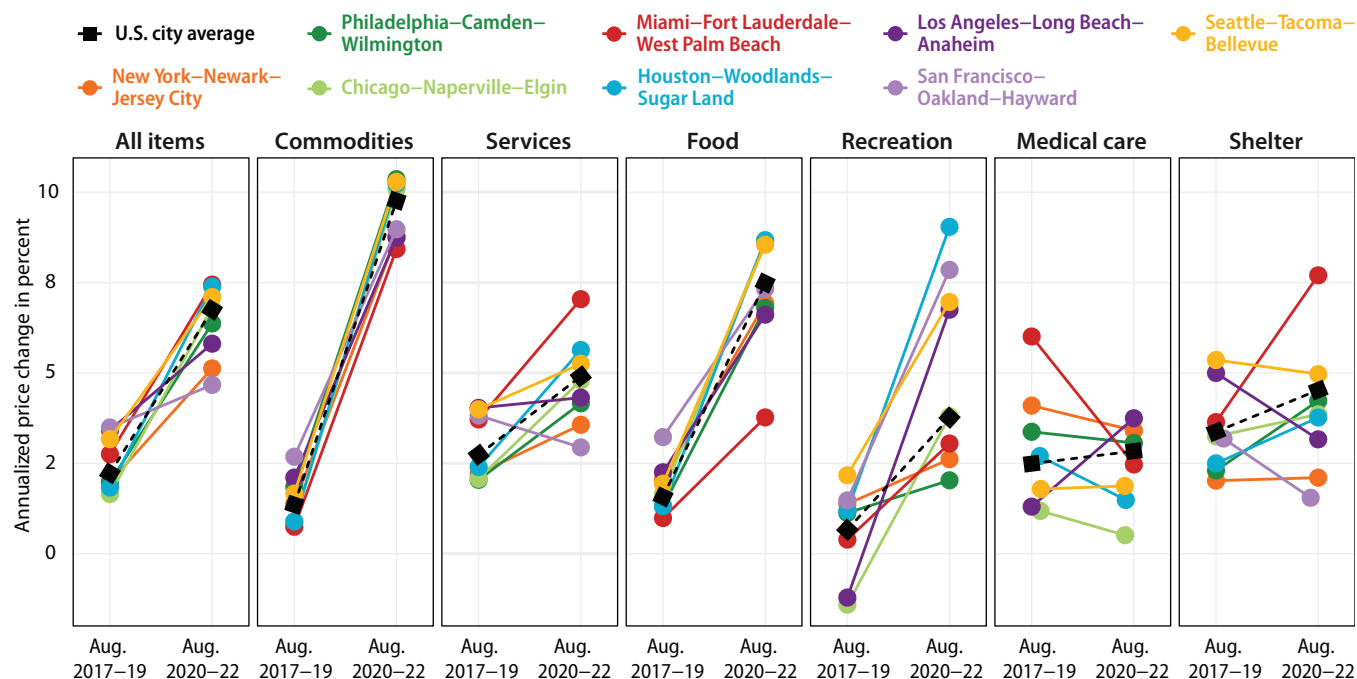 U.S. city average
Philadelphia–Camden–
Wilmington
Miami–Fort Lauderdale–
West Palm Beach
Los Angeles–Long Beach–
Anaheim
Seattle–Tacoma–
Bellevue
New York–Newark–
Jersey City
Chicago–Naperville–Elgin
Houston–Woodlands–
Sugar Land
San Francisco–
Oakland–Hayward
All items
Commodities
Services
Food
Recreation
Medical care
Shelter
Annualized price change in percent
10
8
5
2
0
Aug.
2017–19
Aug.
2020–22
Aug.
2017–19
Aug.
2020–22
Aug.
2017–19
Aug.
2020–22
Aug.
2017–19
Aug.
2020–22
Aug.
2017–19
Aug.
2020–22
Aug.
2017–19
Aug.
2020–22
Aug.
2017–19
Aug.
2020–22